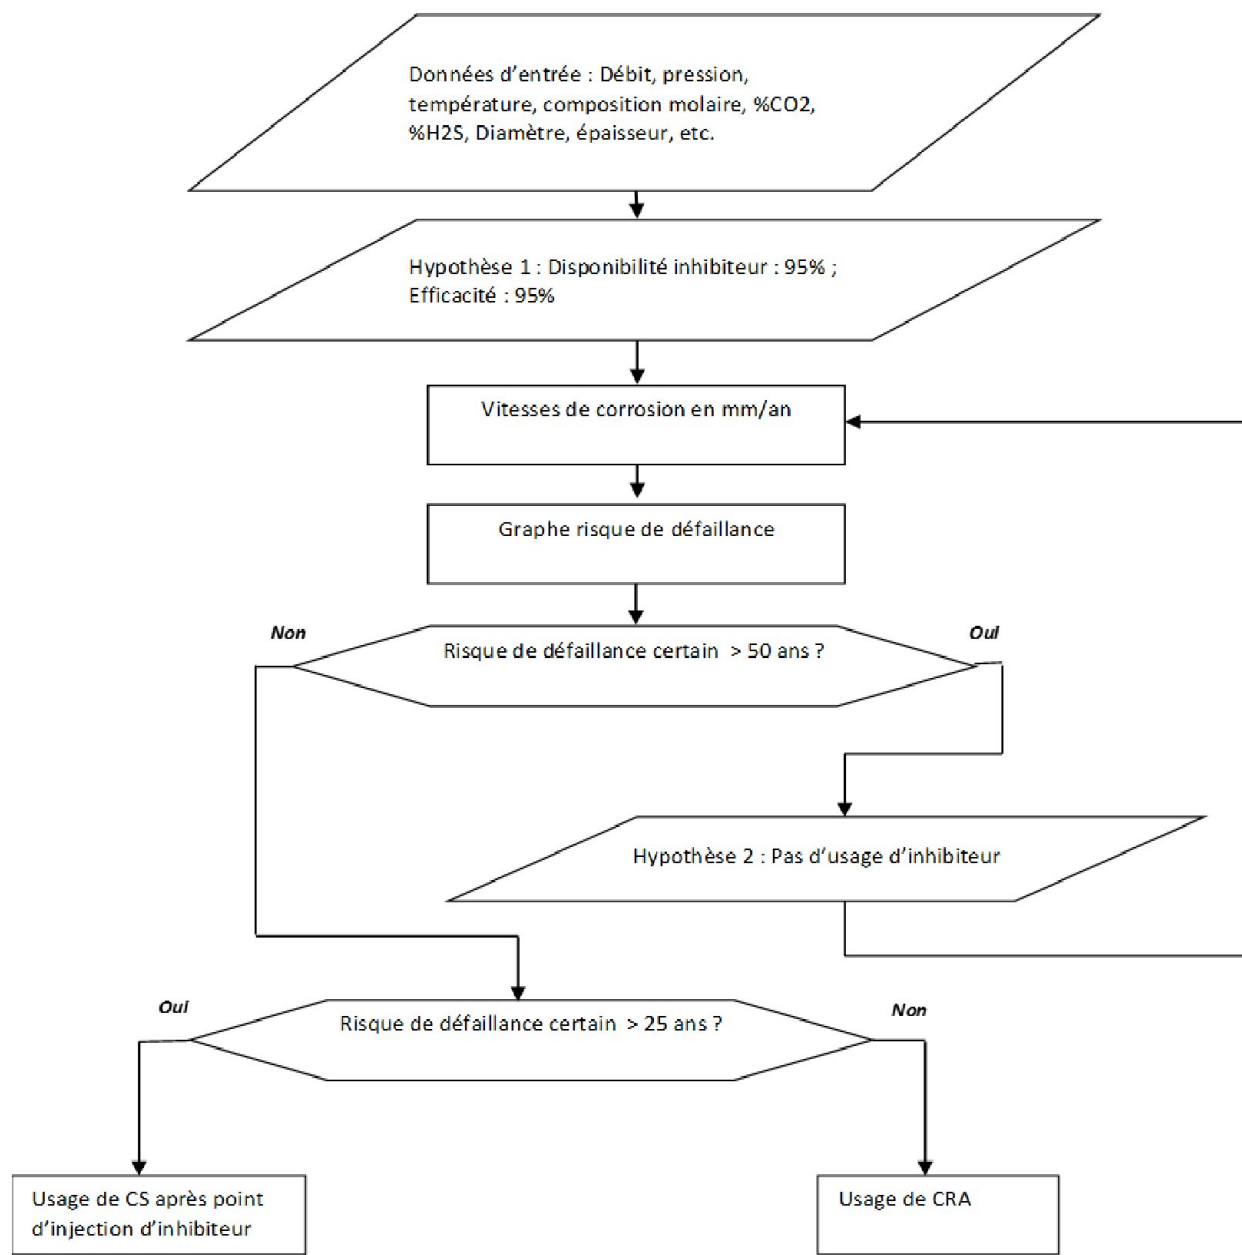 Données d'entrée : Débit, pression,
température, composition molaire, %CO2,
%H2S, Diamètre, épaisseur, etc.
Hypothèse 1 : Disponibilité inhibiteur : 95% ;
Efficacité : 95%
Vitesses de corrosion en mm/an
Graphe risque de défaillance
Non
Oui
Risque de défaillance certain > 50 ans ?
Hypothèse 2 : Pas d'usage d'inhibiteur
Oui
Non
Risque de défaillance certain > 25 ans ?
Usage de CS après point
d'injection d'inhibiteur
Usage de CRA